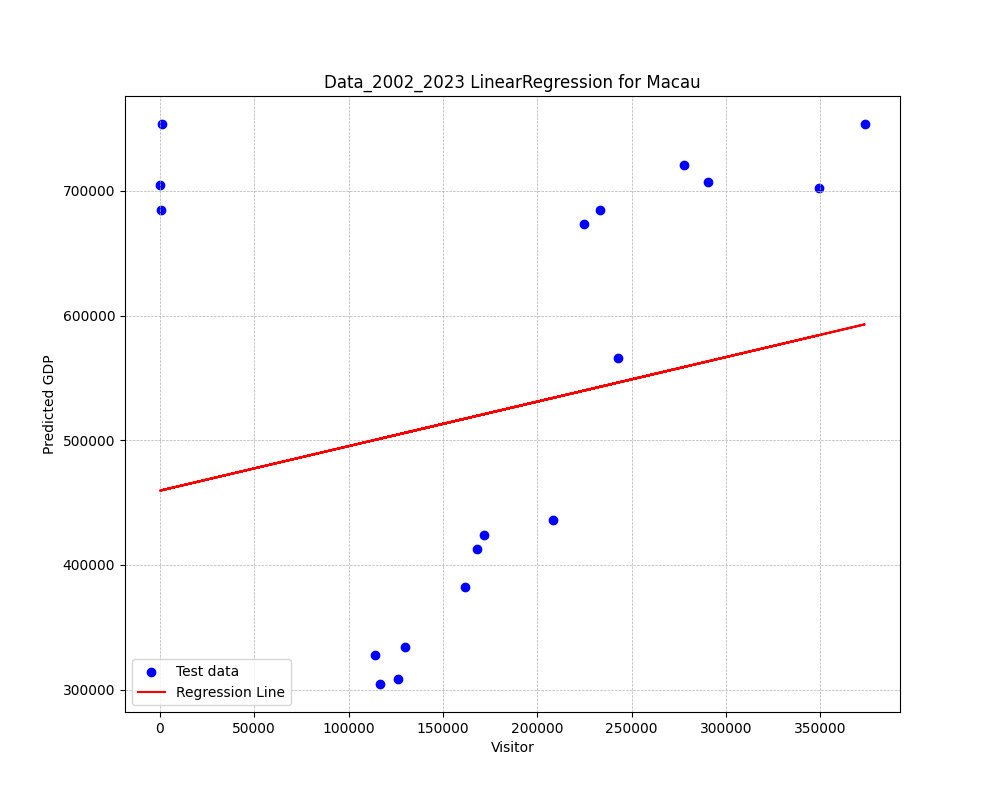 Data_2002_2023 LinearRegression for Macau
Predicted GDP
700000
600000
500000
400000
300000
Test data
Regression Line
0 50000 100000 150000 200000 250000 300000 350000
Visitor